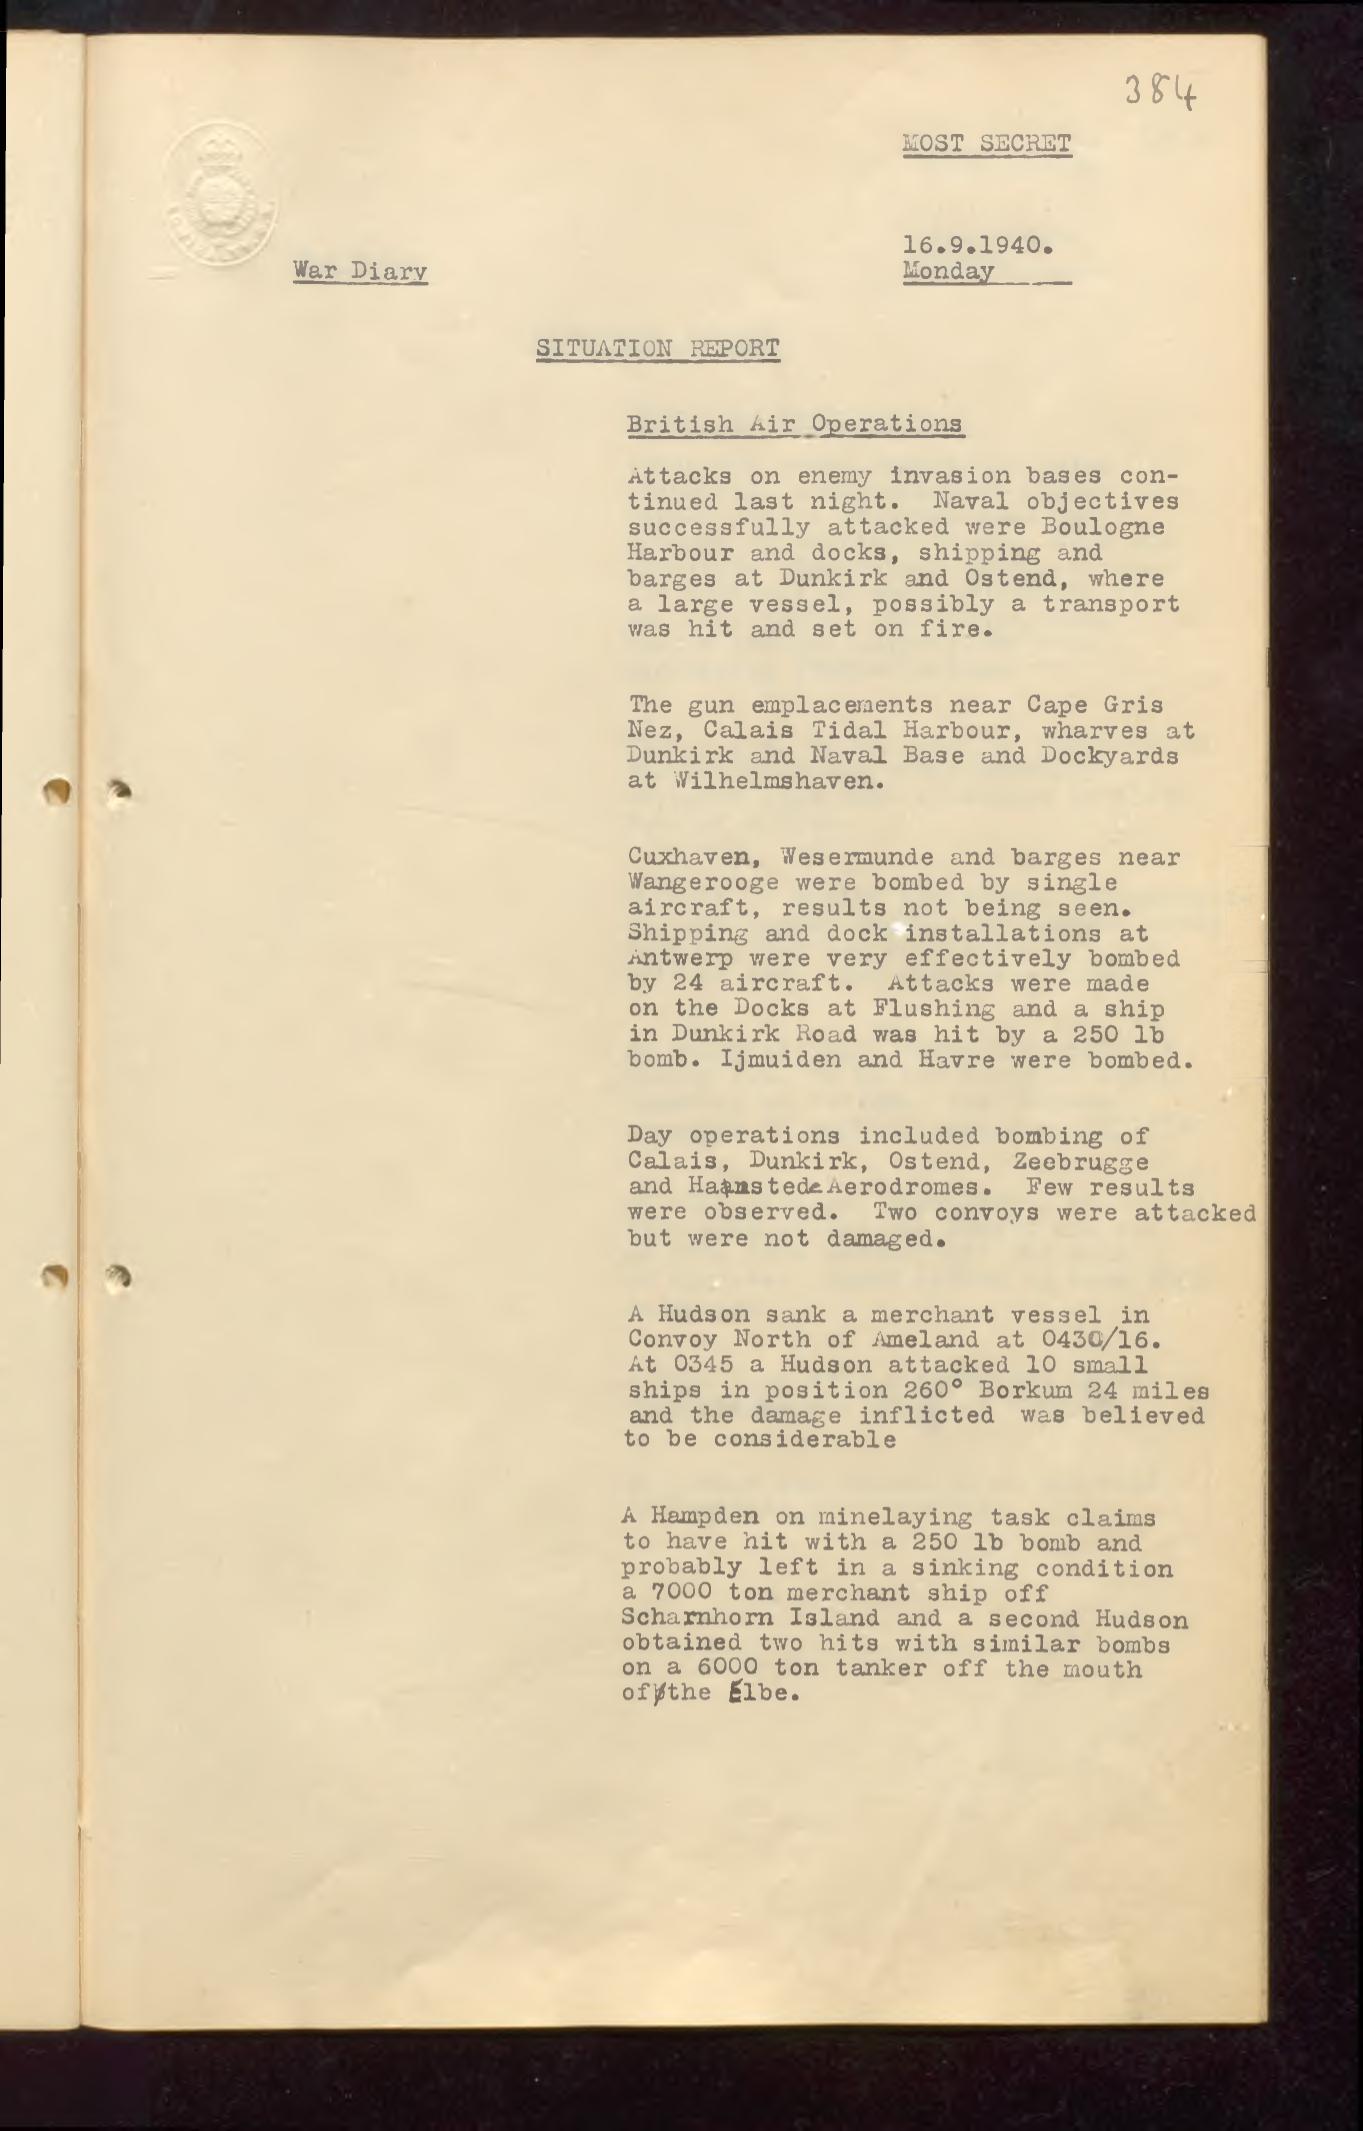 384
MOST SECRET
16.9.1940.
War Diary
Monday
SITUATION REPORT
British Air Operations
Attacks on enemy invasion bases con-
tinued last night. Naval objectives
successfully attacked were Boulogne
Harbour and docks, shipping and
barges at Dunkirk and Ostend, where
a large vessel, possibly a transport
was hit and set on fire.
The gun emplacements near Cape Gris
Nez, Calais Tidal Harbour, wharves at
Dunkirk and Naval Base and Dockyards
at Wilhelmshaven.
Cuxhaven, Wesermunde and barges near
Wangerooge were bombed by single
aircraft, results not being seen.
Shipping and dock installations at
Antwerp were very effectively bombed
by 24 aircraft. Attacks were made
on the Docks at Flushing and a ship
in Dunkirk Road was hit by a 250 lb
bomb. Ijmuiden and Havre were bombed.
Day operations included bombing of
Calais, Dunkirk, Ostend, Zeebrugge
and Aerodromes. Few results
were observed. Two convoys were attacked
but were not damaged.
A Hudson sank a merchant vessel in
Convoy North of Ameland at 0430/16.
At 0345 a Hudson attacked 10 small
ships in position 260° Borkum 24 miles
and the damage inflicted was believed
to be considerable
A Hampden on minelaying task claims
to have hit with a 250 lb bomb and
probably left in a sinking condition
a 7000 ton merchant ship off
Scharnhorn Island and a second Hudson
obtained two hits with similar bombs
on a 6000 ton tanker off the mouth
of the Elbe.